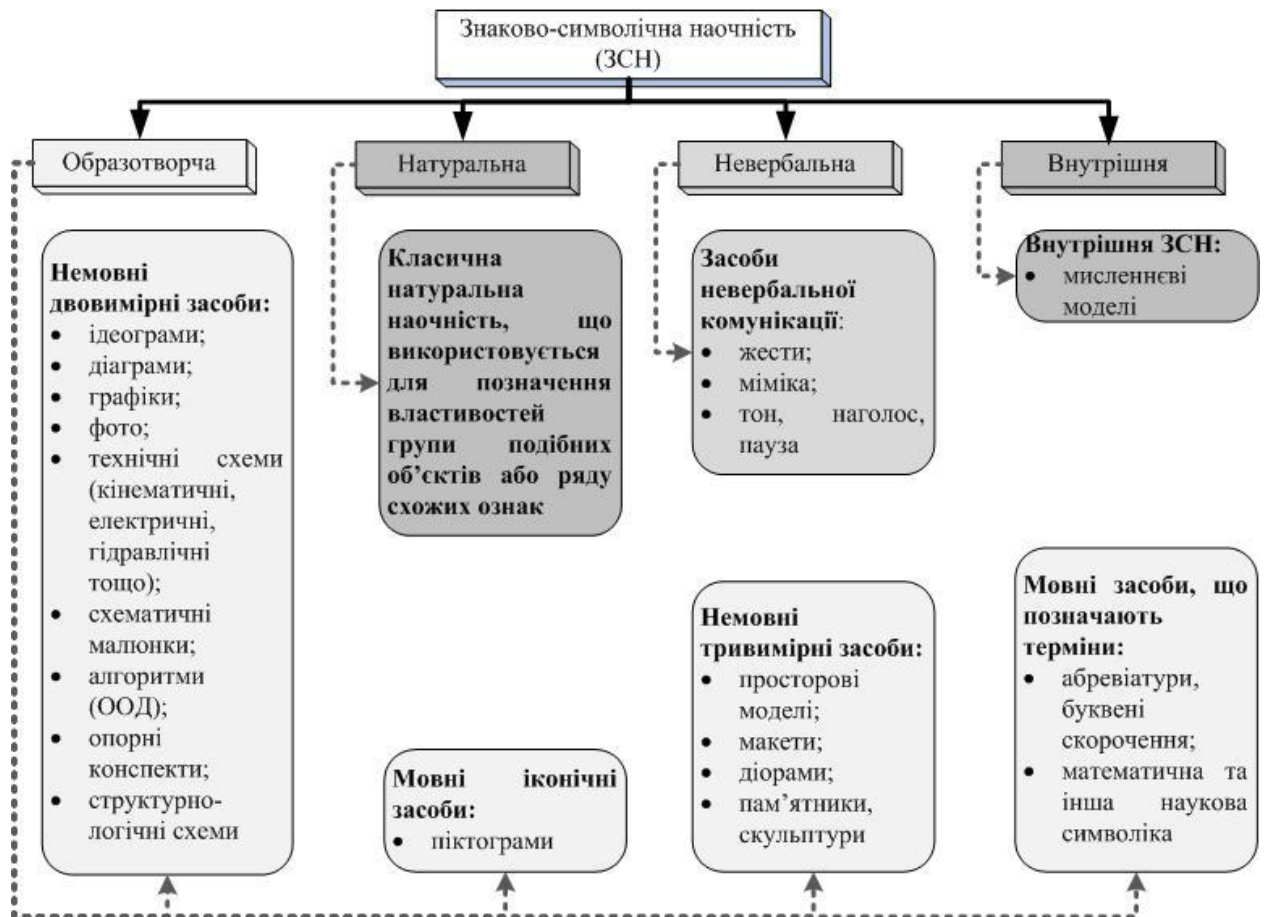 Знаково-символічна наочність
(ЗСН)
Образотворча
Натуральна
Невербальна
Внутрішня
Немовні
двовимірні засоби:
• ідеограми;
• діаграми;
• графіки;
• фото;
• технічні схеми
(кінематичні,
електричні,
гідравлічні
тощо);
• схематичні
малюнки;
• алгоритми
(ООД);
• опорні
конспекти;
• структурно-
логічні схеми
Класична
натуральна
наочність, що
використовується
для позначення
властивостей
групи подібних
об’єктів або ряду
схожих ознак
Засоби
невербальної
комунікації:
• жести;
• міміка;
• тон, наголос,
пауза
Внутрішня ЗСН:
• мисленнєві
моделі
Мовні іконічні
засоби:
• піктограми
Немовні
тривимірні засоби:
• просторові
моделі;
• макети;
• діорами;
• пам’ятники,
скульптури
Мовні засоби, що
позначають
терміни:
• абревіатури,
буквені
скорочення;
• математична та
інша наукова
символіка